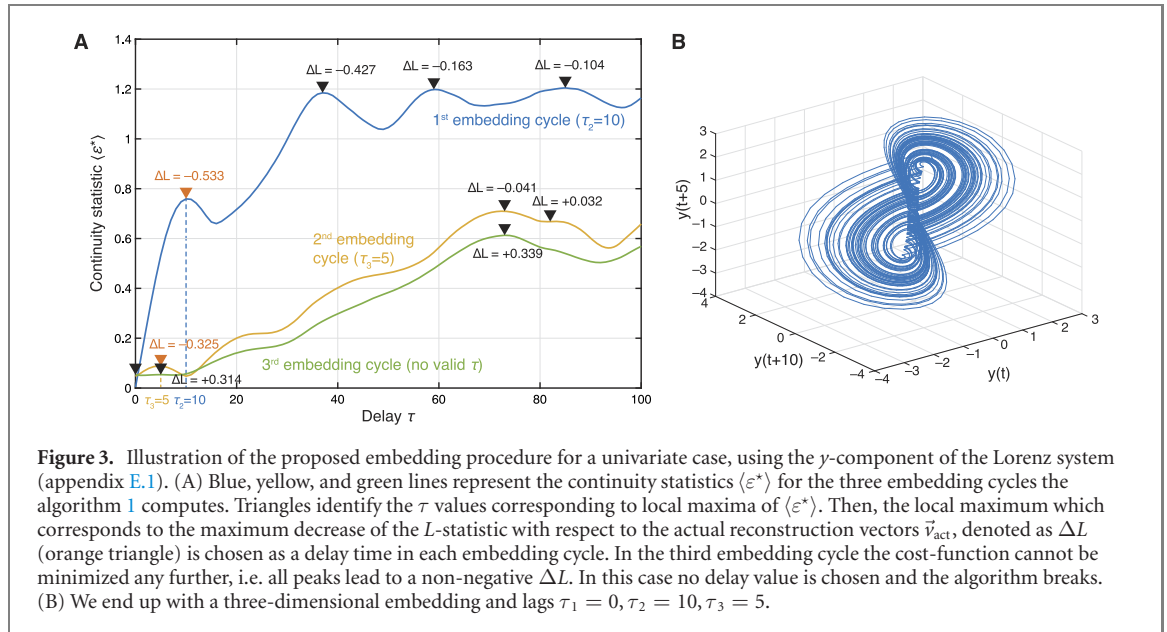 A
B
1.4
1.2
1
0.8
0.6
0.4
0.2
0
Continuity statistic ⟨ε*⟩
ΔL = –0.427
ΔL = –0.163
ΔL = –0.104
1st embedding cycle (τ2=10)
ΔL = –0.533
ΔL = –0.041
ΔL = +0.032
2nd embedding
cycle (τ3=5)
ΔL = +0.339
ΔL = –0.325
3rd embedding cycle (no valid τ)
ΔL = +0.314
0 20 40 60 80 100
τ3=5 τ2=10
Delay τ
3
2
1
0
−1
−2
−3
−4
y(t+5)
4
2
0
−2
−4
y(t+10)
−4
−3
−2
−1
0
1
2
3
y(t)
Figure 3. Illustration of the proposed embedding procedure for a univariate case, using the y-component of the Lorenz system
(appendix E.1). (A) Blue, yellow, and green lines represent the continuity statistics ⟨ε⋆⟩ for the three embedding cycles the
algorithm 1 computes. Triangles identify the τ values corresponding to local maxima of ⟨ε⋆⟩. Then, the local maximum which
corresponds to the maximum decrease of the L-statistic with respect to the actual reconstruction vectors v⃗act, denoted as ΔL
(orange triangle) is chosen as a delay time in each embedding cycle. In the third embedding cycle the cost-function cannot be
minimized any further, i.e. all peaks lead to a non-negative ΔL. In this case no delay value is chosen and the algorithm breaks.
(B) We end up with a three-dimensional embedding and lags τ1 = 0, τ2 = 10, τ3 = 5.